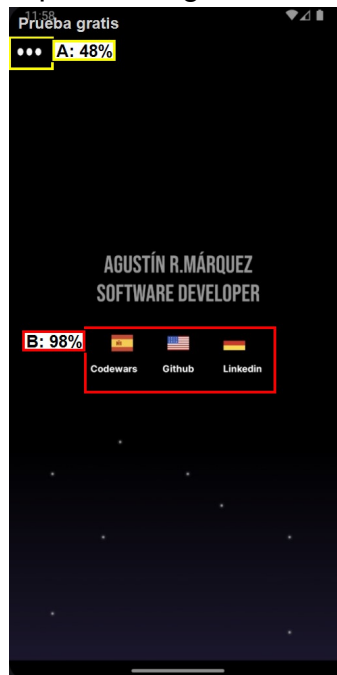 11:58
Prueba gratis
A: 48%
AGUSTÍN R.MÁRQUEZ
SOFTWARE DEVELOPER
B: 98%
Codewars Github Linkedin